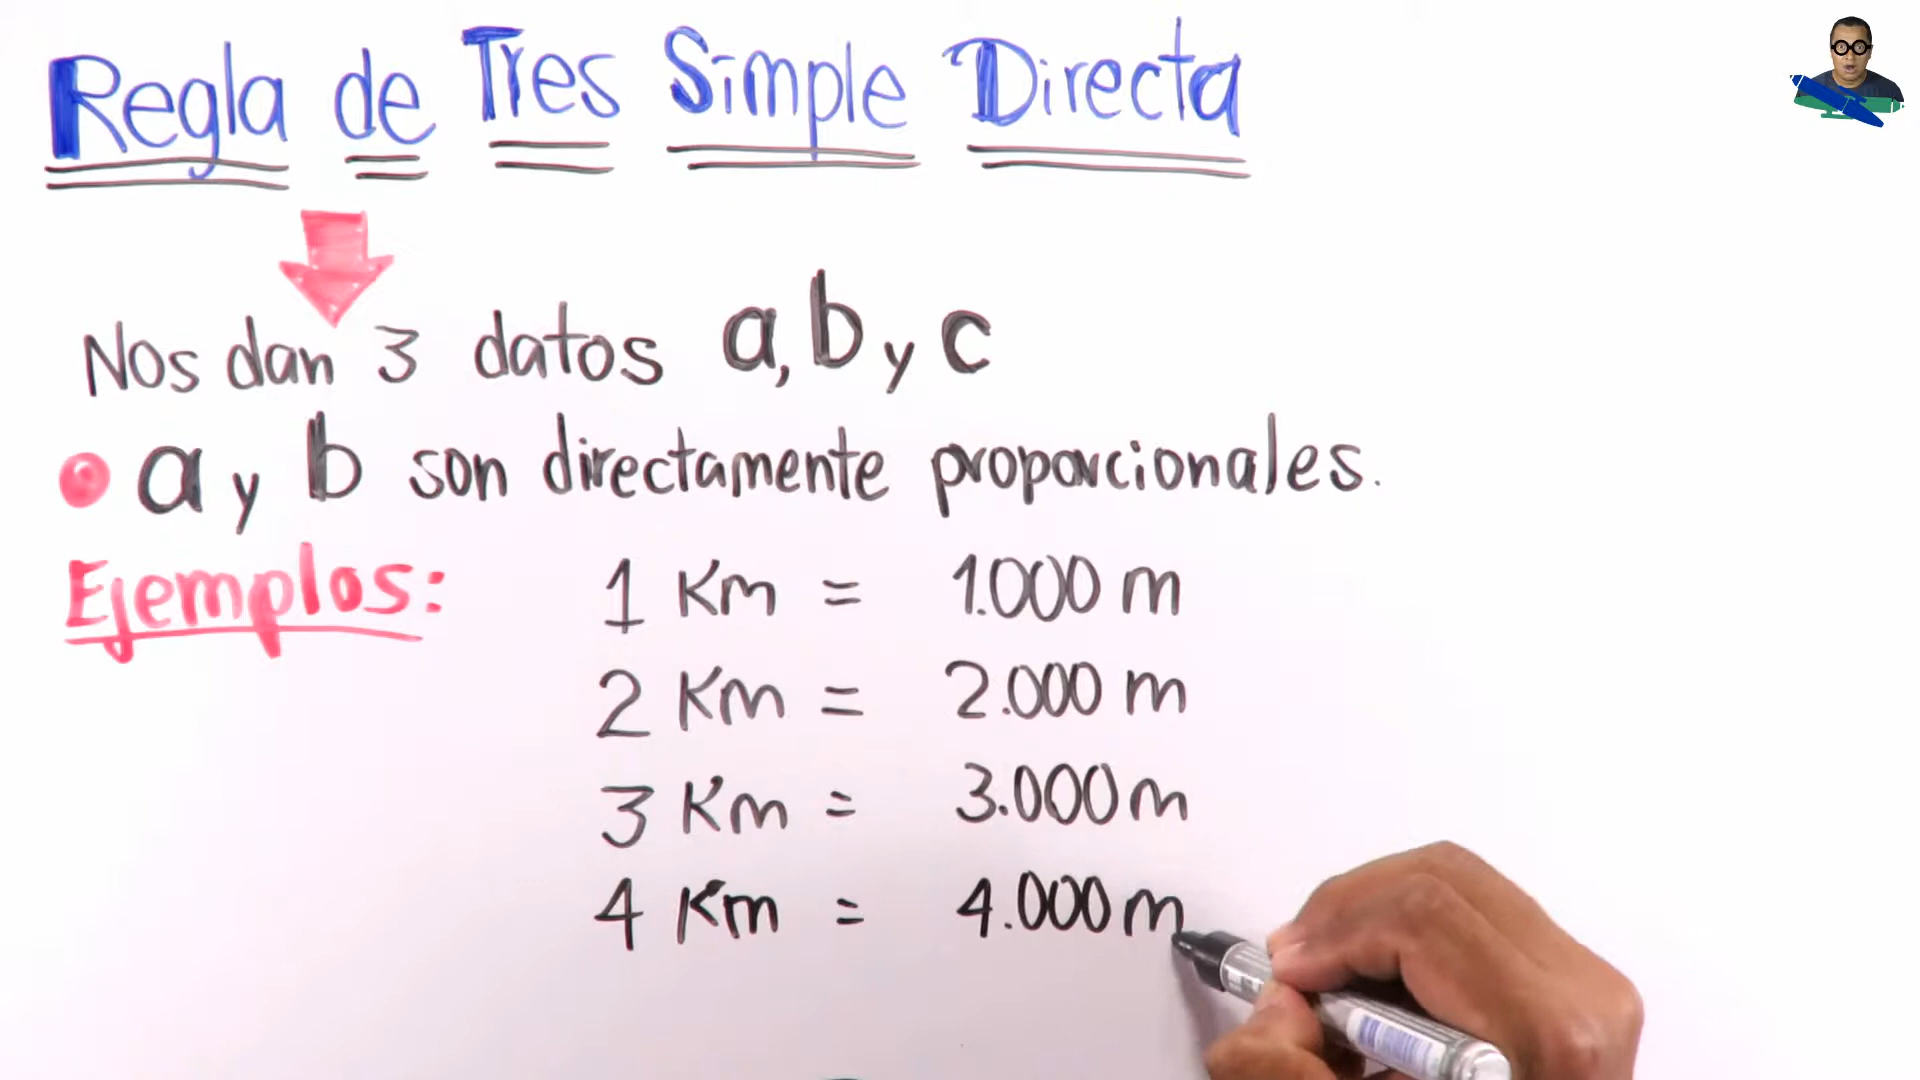 Regla de Tres Simple Directa
Nos dan 3 datos a, b y c
a y b son directamente proporcionales.
Ejemplos:
1 Km = 1.000 m
2 Km = 2.000 m
3 Km = 3.000 m
4 Km = 4.000 m